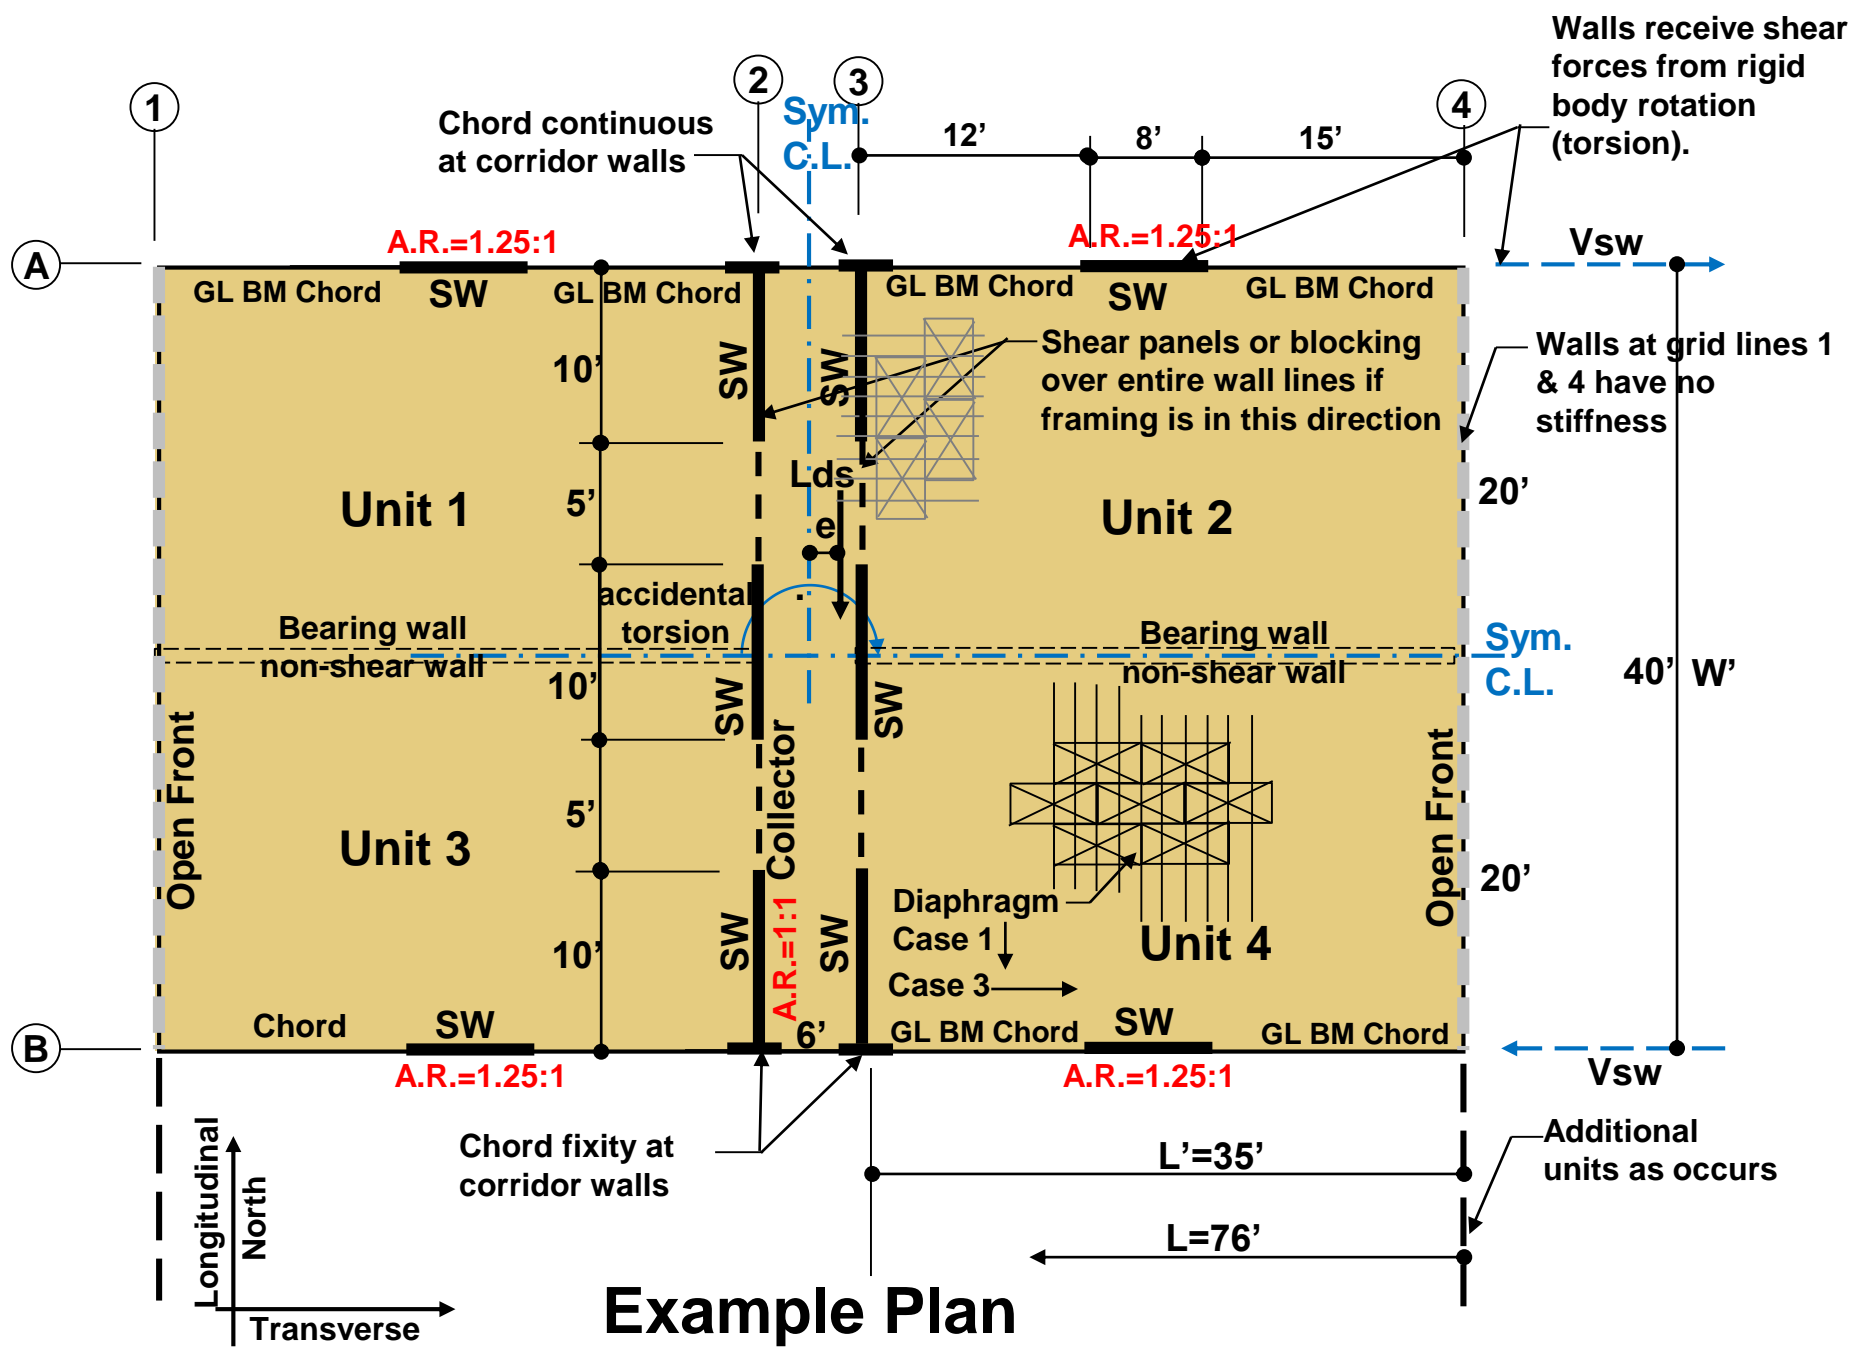 Walls receive shear
forces from rigid
body rotation
(torsion).
1
2
3
4
Sym.
C.L.
Chord continuous
at corridor walls
12’
8’
15’
A.R.=1.25:1
A.R.=1.25:1
Vsw
A
GL BM Chord
SW
GL BM Chord
GL BM Chord
SW
GL BM Chord
10’
SW
SW
Shear panels or blocking
over entire wall lines if
framing is in this direction
Walls at grid lines 1
& 4 have no
stiffness
Unit 1
5’
Lds
e
Unit 2
20’
accidental
torsion
Bearing wall
non-shear wall
Bearing wall
non-shear wall
Sym.
C.L.
40’
W’
10’
SW
SW
Open Front
Unit 3
5’
Collector
Open Front
20’
Diaphragm
Case 1
Case 3
Unit 4
10’
SW
A.R.=1:1
SW
Chord
SW
6’
GL BM Chord
SW
GL BM Chord
B
A.R.=1.25:1
A.R.=1.25:1
Vsw
Chord fixity at
corridor walls
L’=35’
Additional
units as occurs
L=76’
Longitudinal
North
Transverse
Example Plan